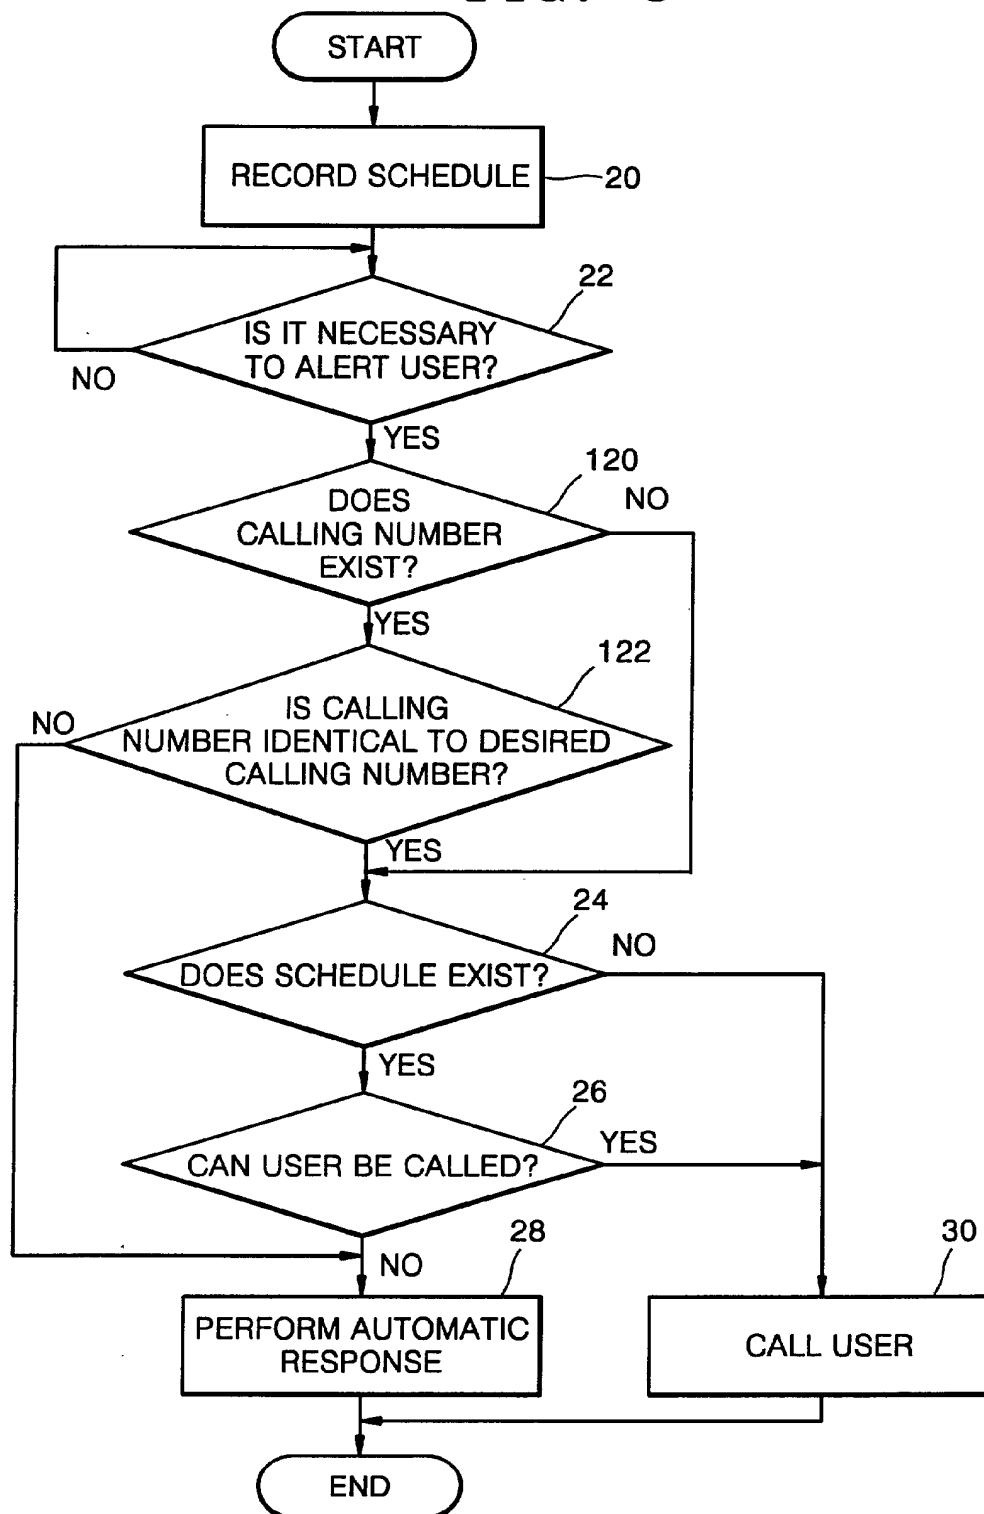 START
RECORD SCHEDULE
20
22
IS IT NECESSARY
TO ALERT USER?
NO
YES
120
NO
DOES
CALLING NUMBER
EXIST?
YES
122
NO
IS CALLING
NUMBER IDENTICAL TO DESIRED
CALLING NUMBER?
YES
24
NO
DOES SCHEDULE EXIST?
YES
26
YES
CAN USER BE CALLED?
NO
28
30
PERFORM AUTOMATIC
RESPONSE
CALL USER
END